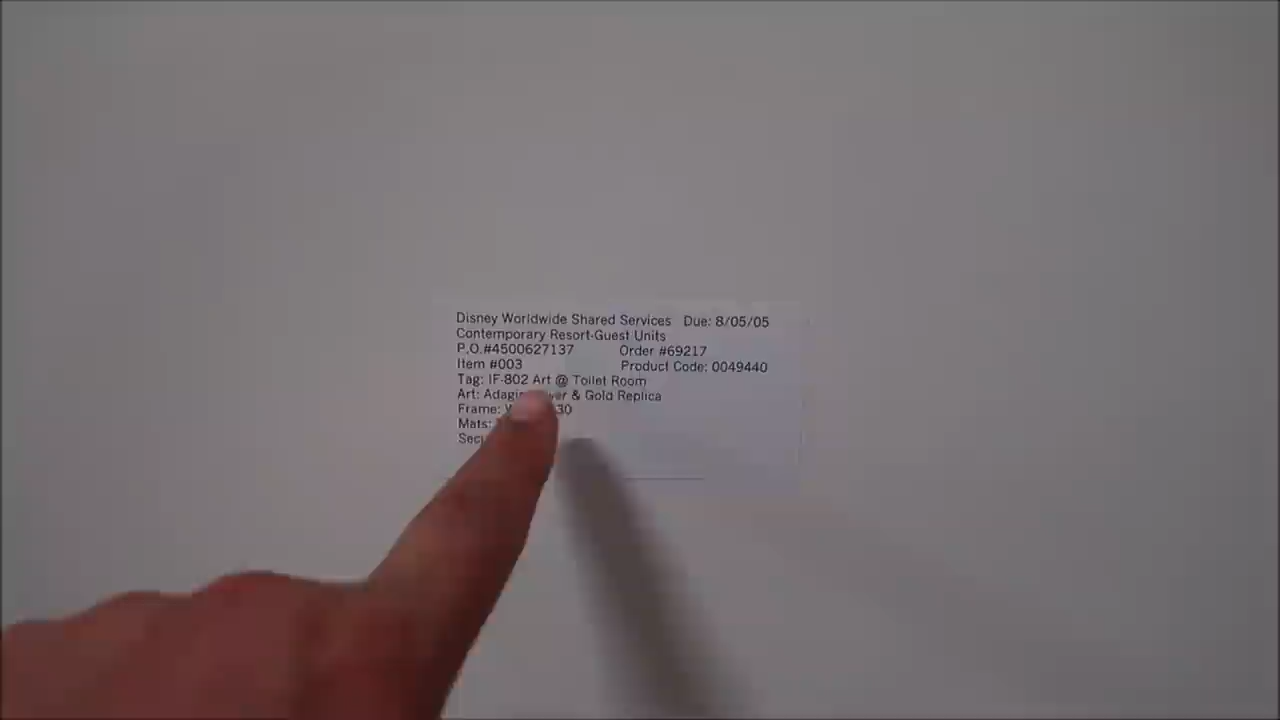 Disney Worldwide Shared Services Due: 8/05/05
Contemporary Resort-Guest Units
P.O.#4500627137 Order #69217
Item #003 Product Code: 0049440
Tag: IF-802 Art @ Toilet Room
Art: & Gold Replica
Frame:
Mats: